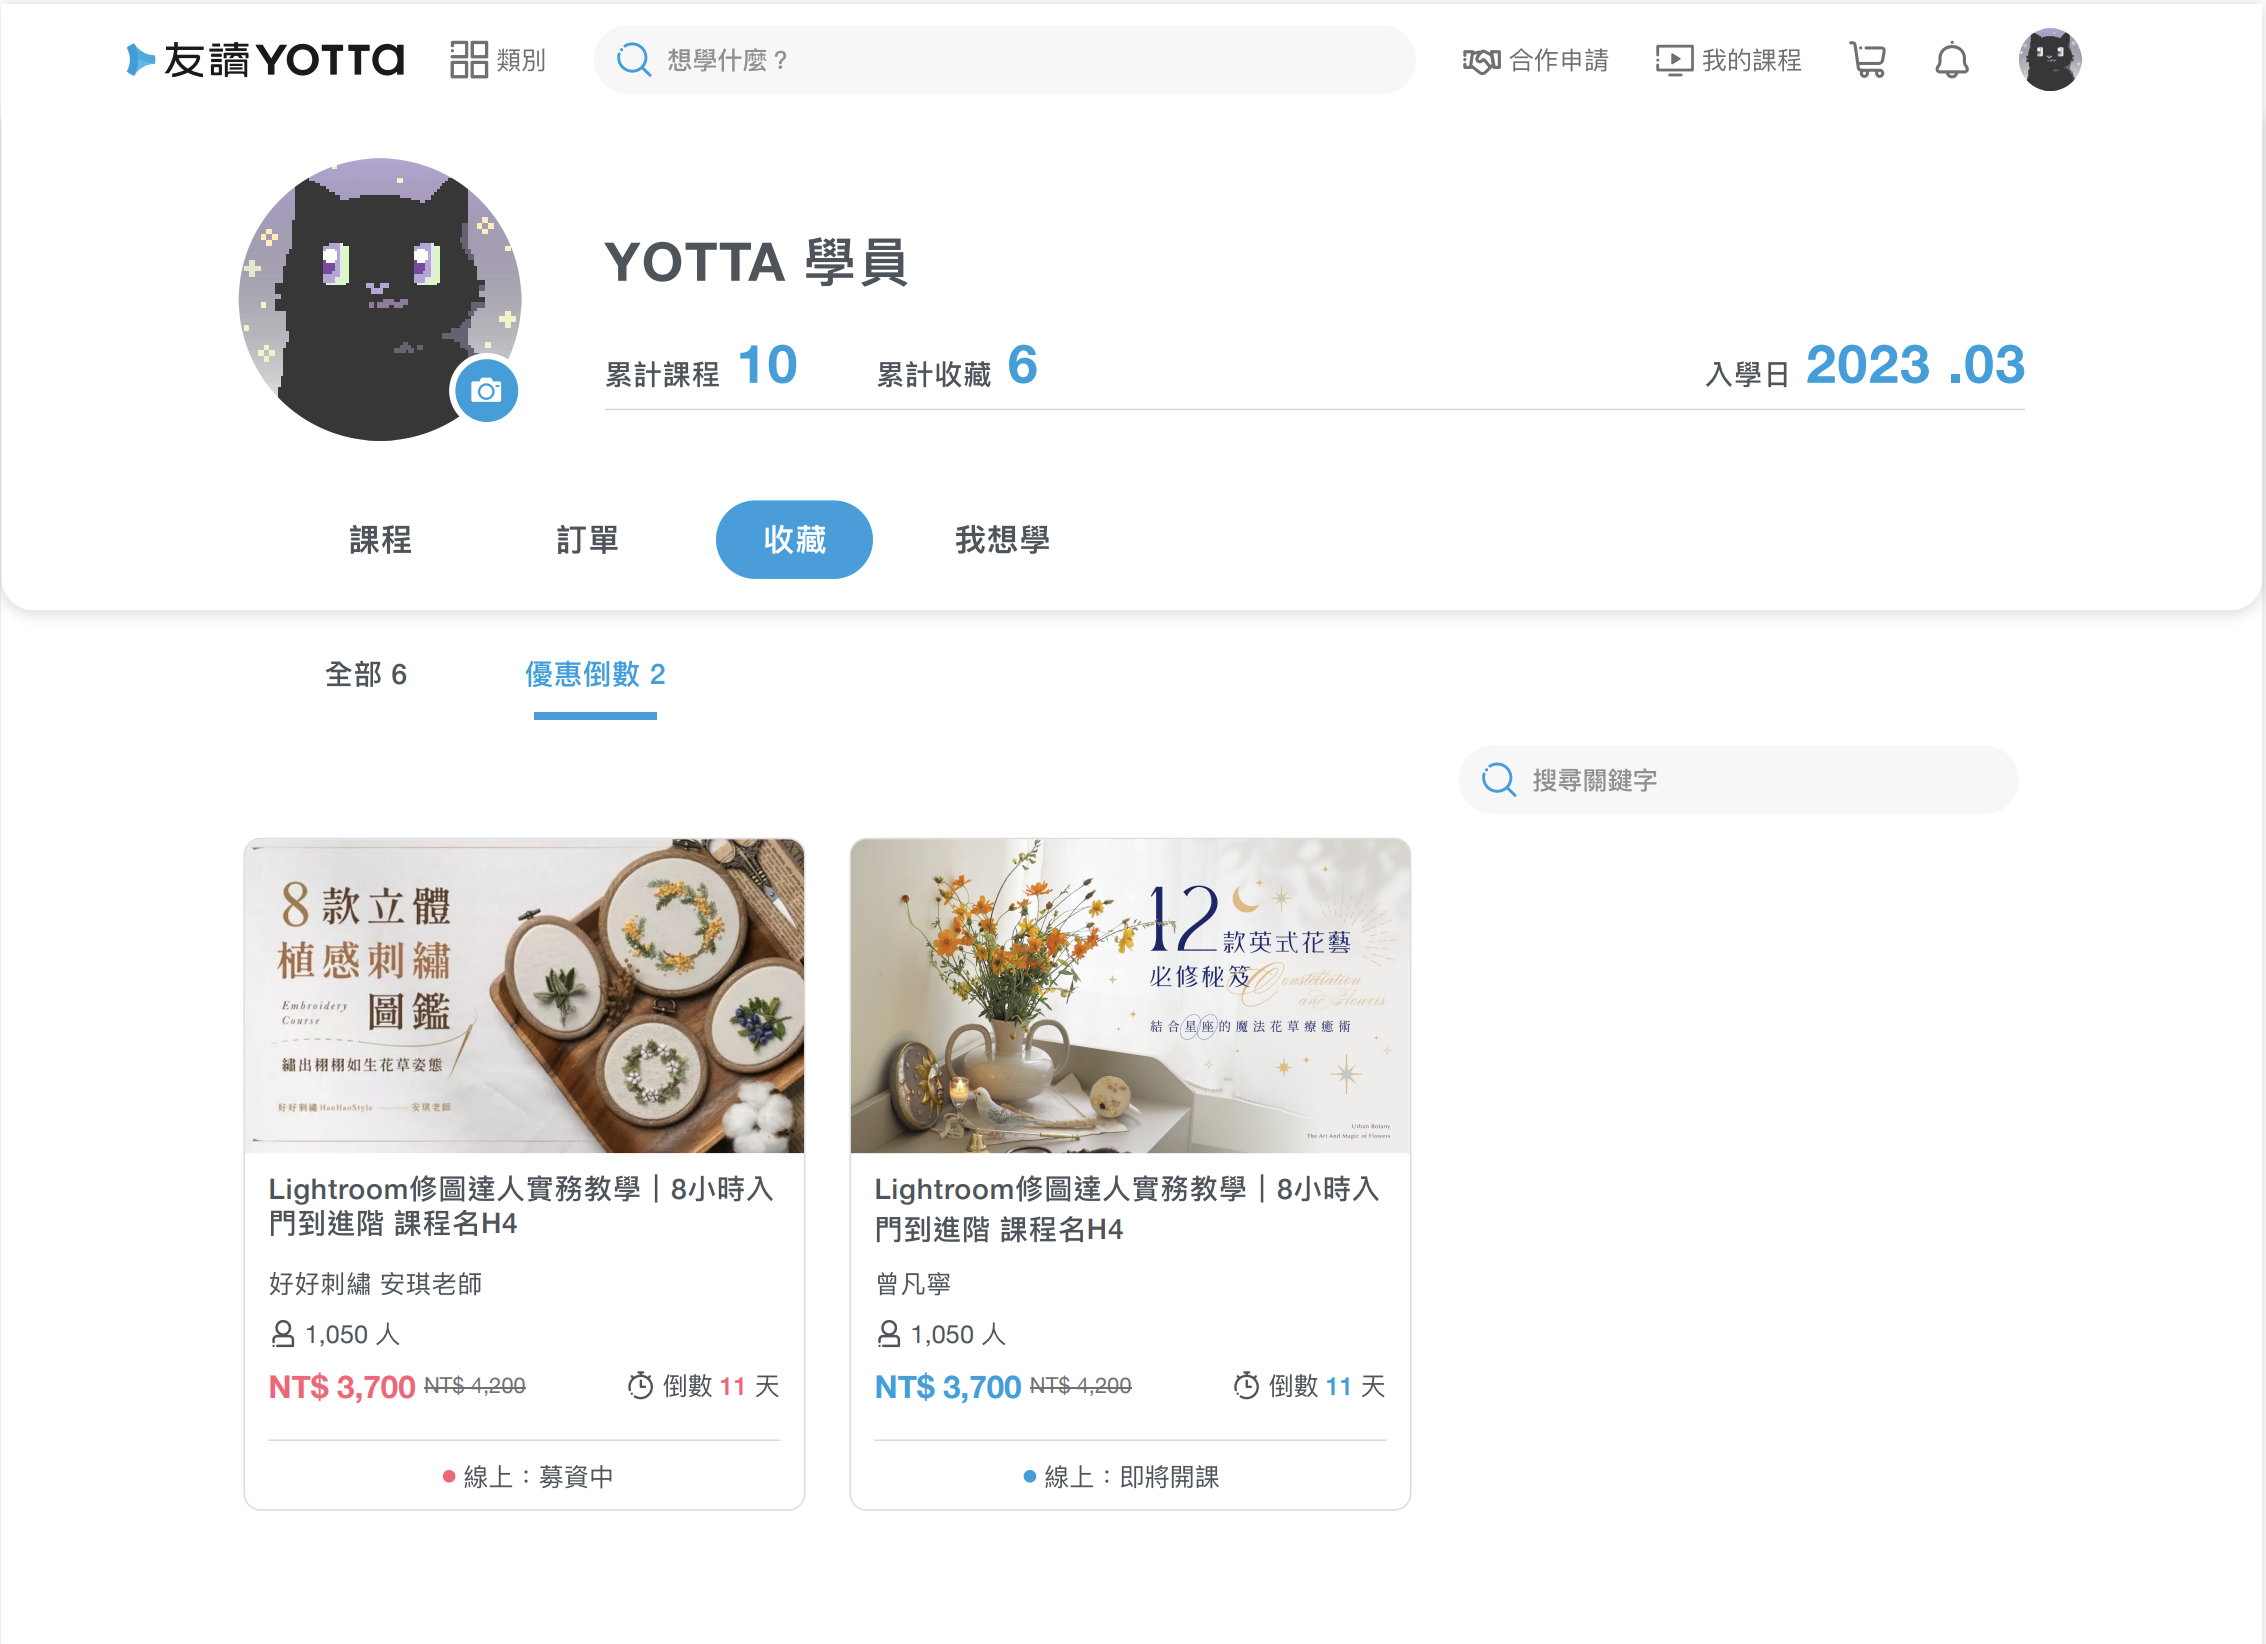 友讀 YOTTA
類別
想學什麼？
合作申請
我的課程
YOTTA 學員
累計課程 10
累計收藏 6
入學日 2023 .03
課程
訂單
收藏
我想學
全部 6
優惠倒數 2
搜尋關鍵字
8款立體
植感刺繡
Embroidery
Course
圖鑑
繡出栩栩如生花草姿態
好好刺繡 HaoHaoStyle —— 安琪老師
Lightroom修圖達人實務教學｜8小時入
門到進階 課程名H4
好好刺繡 安琪老師
1,050 人
NT$ 3,700 NT$ 4,200
倒數 11 天
線上：募資中
12款英式花藝
必修秘笈
Constellation
and Flowers
結合星座的魔法花草療癒術
Urban Botany
The Art And Magic of Flowers
Lightroom修圖達人實務教學｜8小時入
門到進階 課程名H4
曾凡寧
1,050 人
NT$ 3,700 NT$ 4,200
倒數 11 天
線上：即將開課